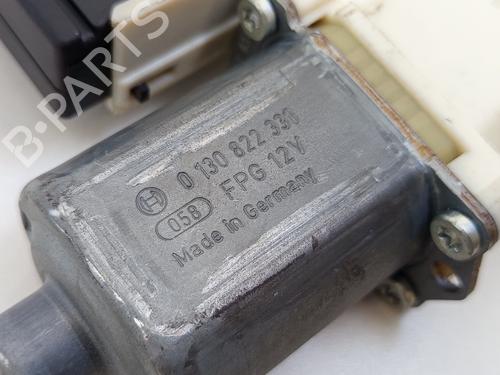 B-PARTS
0 130 822 330
058 FPG 12V
Made in Germany